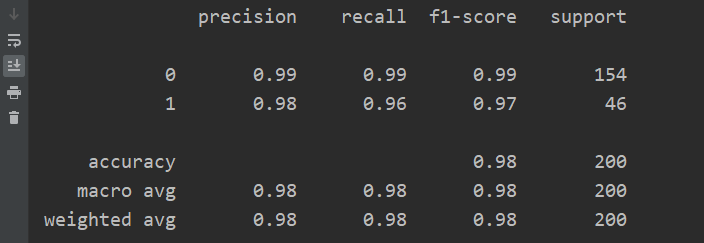 precision recall f1-score support
0 0.99 0.99 0.99 154
1 0.98 0.96 0.97 46
accuracy 0.98 200
macro avg 0.98 0.98 0.98 200
weighted avg 0.98 0.98 0.98 200